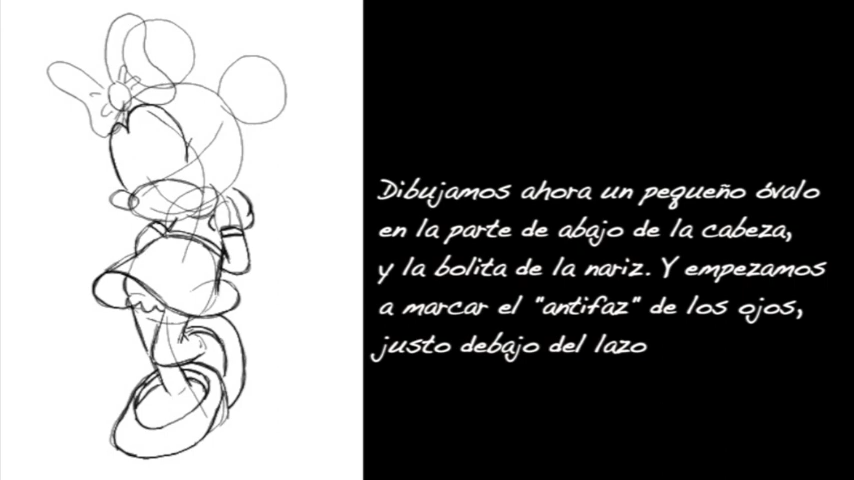 Dibujamos ahora un pequeño óvalo
en la parte de abajo de la cabeza,
y la bolita de la nariz. Y empezamos
a marcar el "antifaz" de los ojos,
justo debajo del lazo